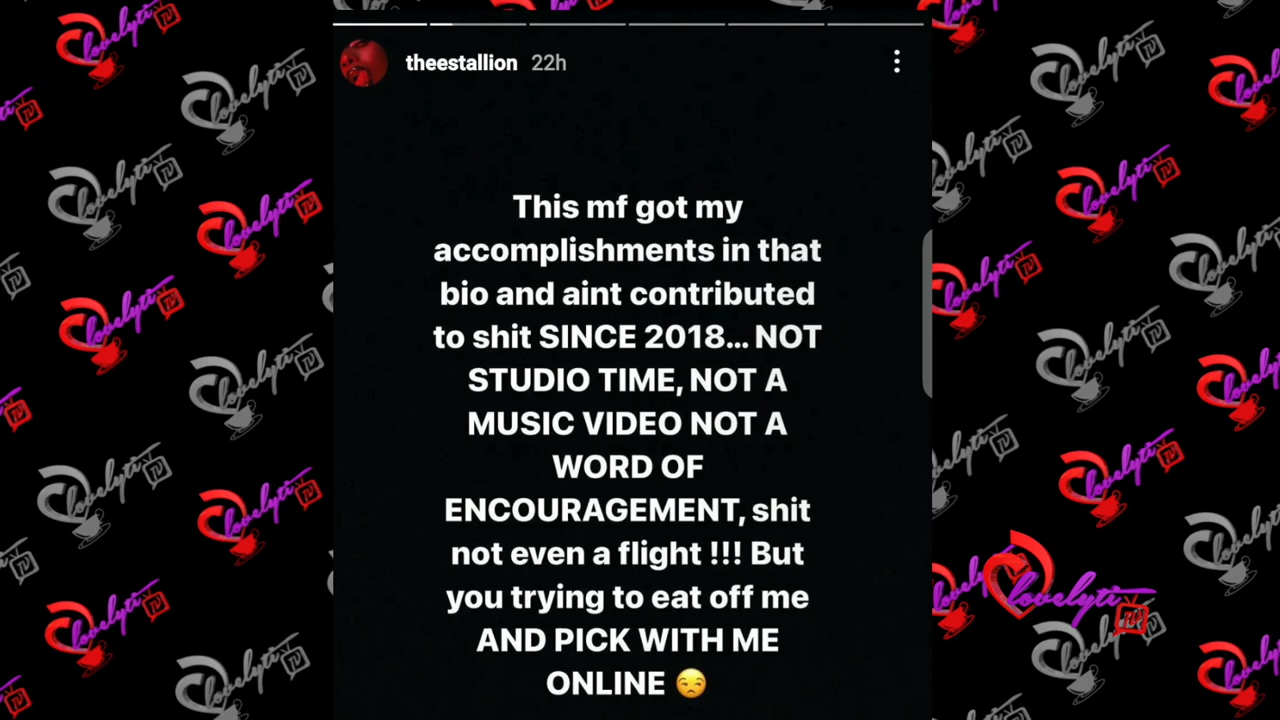 theestallion 22h
This mf got my
accomplishments in that
bio and aint contributed
to shit SINCE 2018... NOT
STUDIO TIME, NOT A
MUSIC VIDEO NOT A
WORD OF
ENCOURAGEMENT, shit
not even a flight !!! But
you trying to eat off me
AND PICK WITH ME
ONLINE 😒
lovelyti
TV